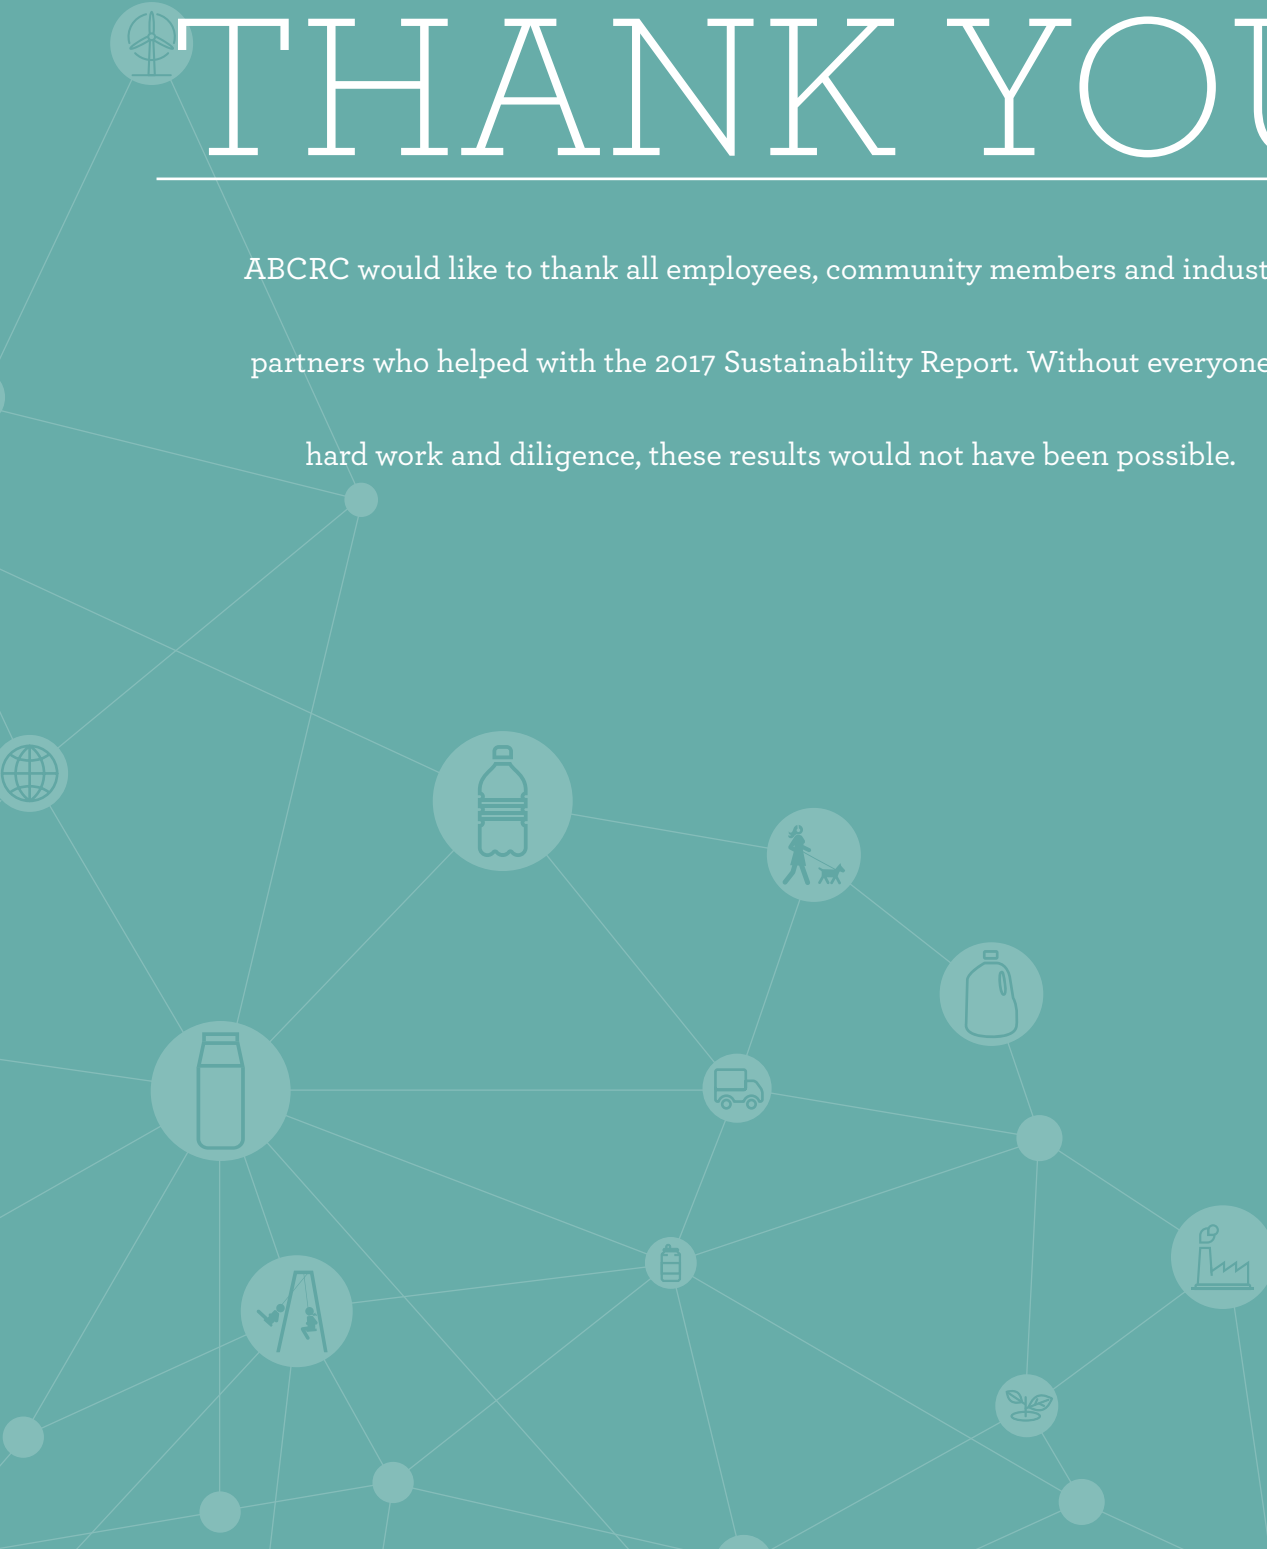 THANK YOU
ABCRC would like to thank all employees, community members and indust
partners who helped with the 2017 Sustainability Report. Without everyone
hard work and diligence, these results would not have been possible.